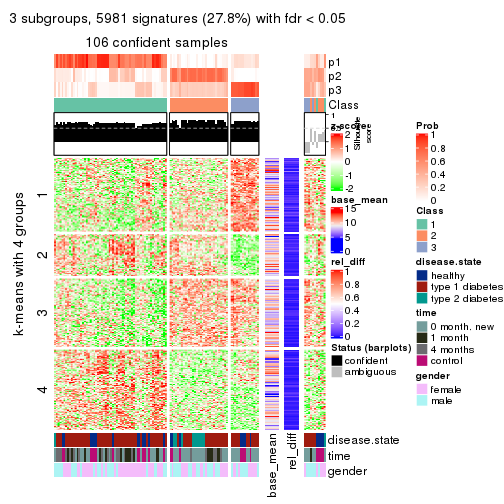 3 subgroups, 5981 signatures (27.8%) with fdr < 0.05
106 confident samples
p1
p2
p3
Class
1
Silhouette
score
z-score
2
1
0
-1
-2
base_mean
15
10
5
0
rel_diff
1
0.8
0.6
0.4
0.2
0
Status (barplots)
confident
ambiguous
Prob
1
0.8
0.6
0.4
0.2
0
Class
1
2
3
disease.state
healthy
type 1 diabetes
type 2 diabetes
time
0 month. new
1 month
4 months
control
gender
female
male
k-means with 4 groups
1
2
3
4
disease.state
time
gender
base_mean
rel_diff